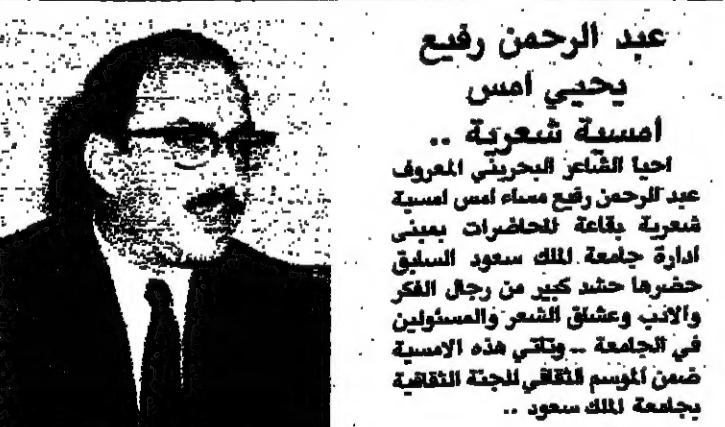 عبد الرحمن رفيع
يحيي امس
امسية شعرية ..
احيا الشاعر البحريني المعروف
عبد الرحمن رفيع مساء امس امسية
شعرية بقاعة المحاضرات بمبنى
ادارة جامعة الملك سعود السابق
حضرها حشد كبير من رجال الفكر
والادب وعشاق الشعر والمسئولين
في الجامعة .. وتاتي هذه الامسية
ضمن الموسم الثقافي للجنة الثقافية
بجامعة الملك سعود ..